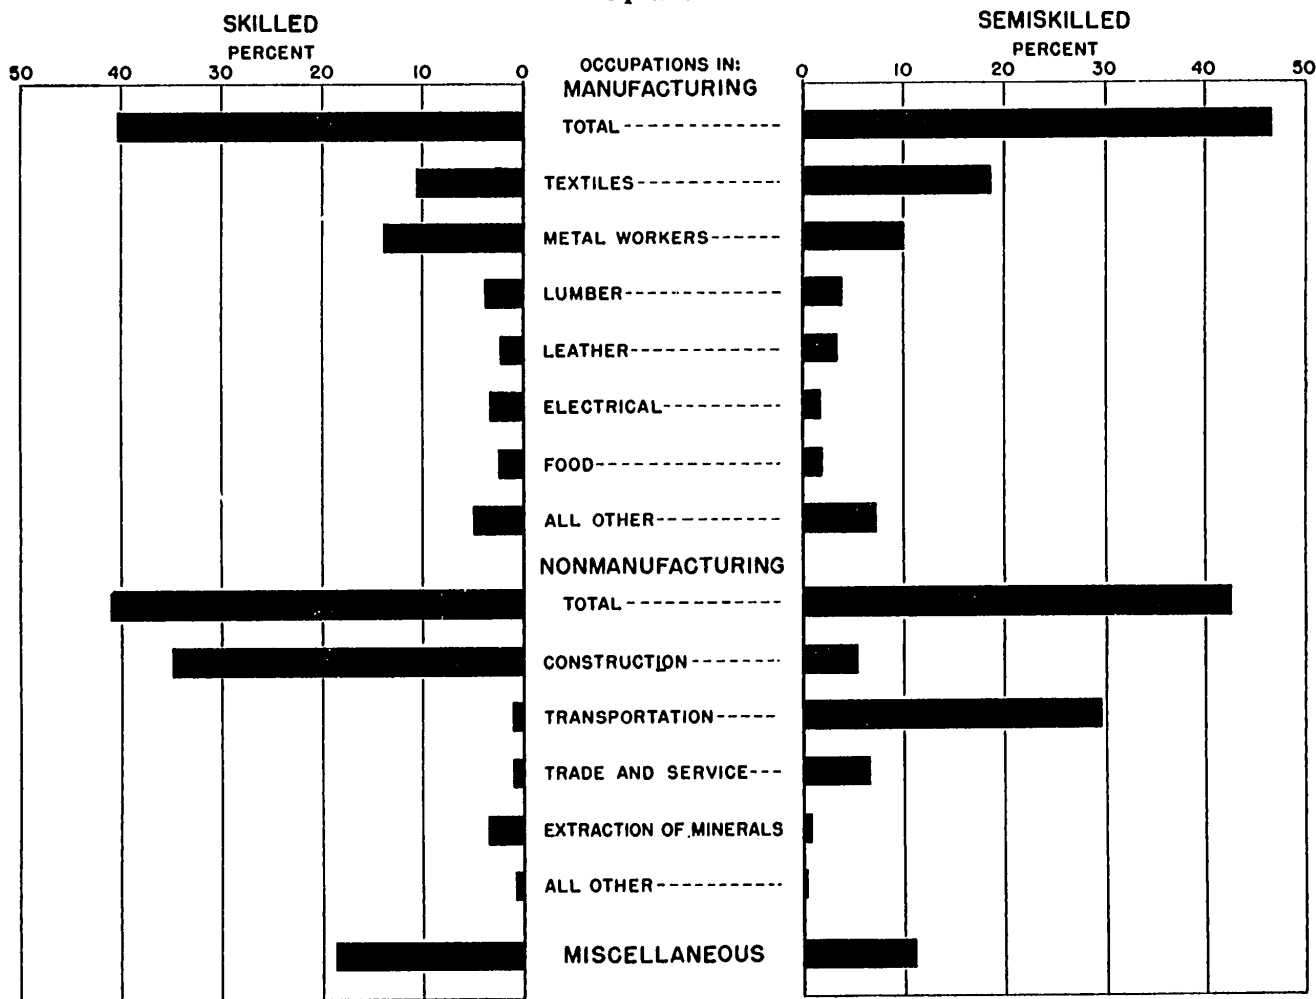 SKILLED
PERCENT
50 40 30 20 10 0
SEMISKILLED
PERCENT
0 10 20 30 40 50
OCCUPATIONS IN:
MANUFACTURING
TOTAL
TEXTILES
METAL WORKERS
LUMBER
LEATHER
ELECTRICAL
FOOD
ALL OTHER
NONMANUFACTURING
TOTAL
CONSTRUCTION
TRANSPORTATION
TRADE AND SERVICE
EXTRACTION OF MINERALS
ALL OTHER
MISCELLANEOUS